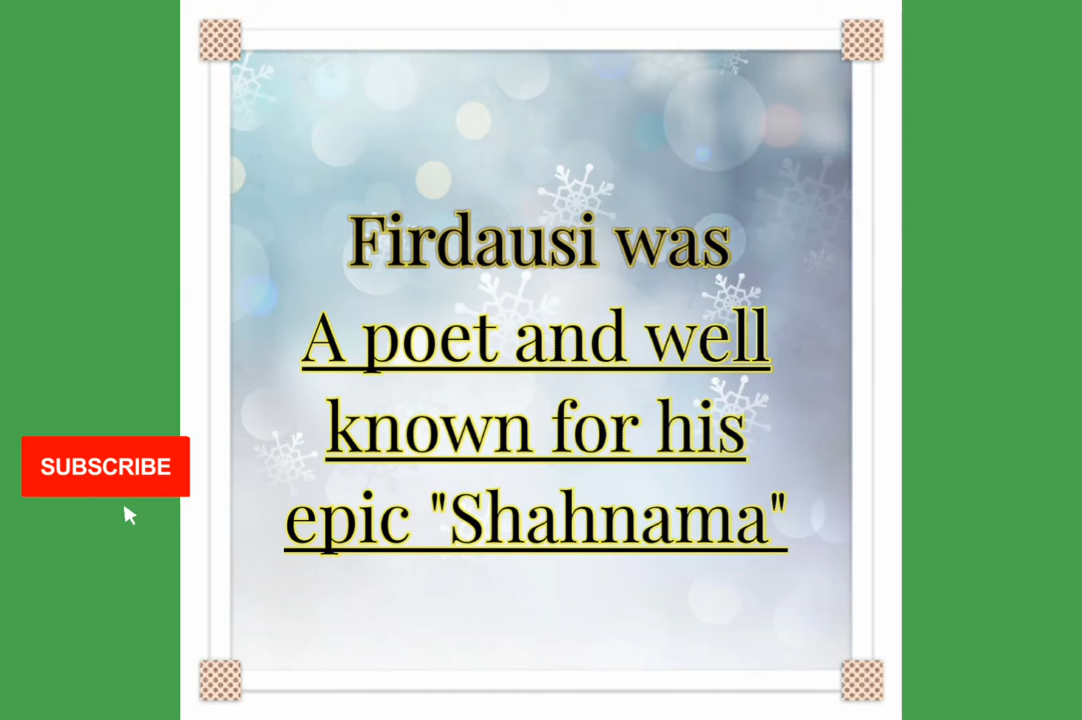 Firdausi was
A poet and well
known for his
epic "Shahnama"
SUBSCRIBE